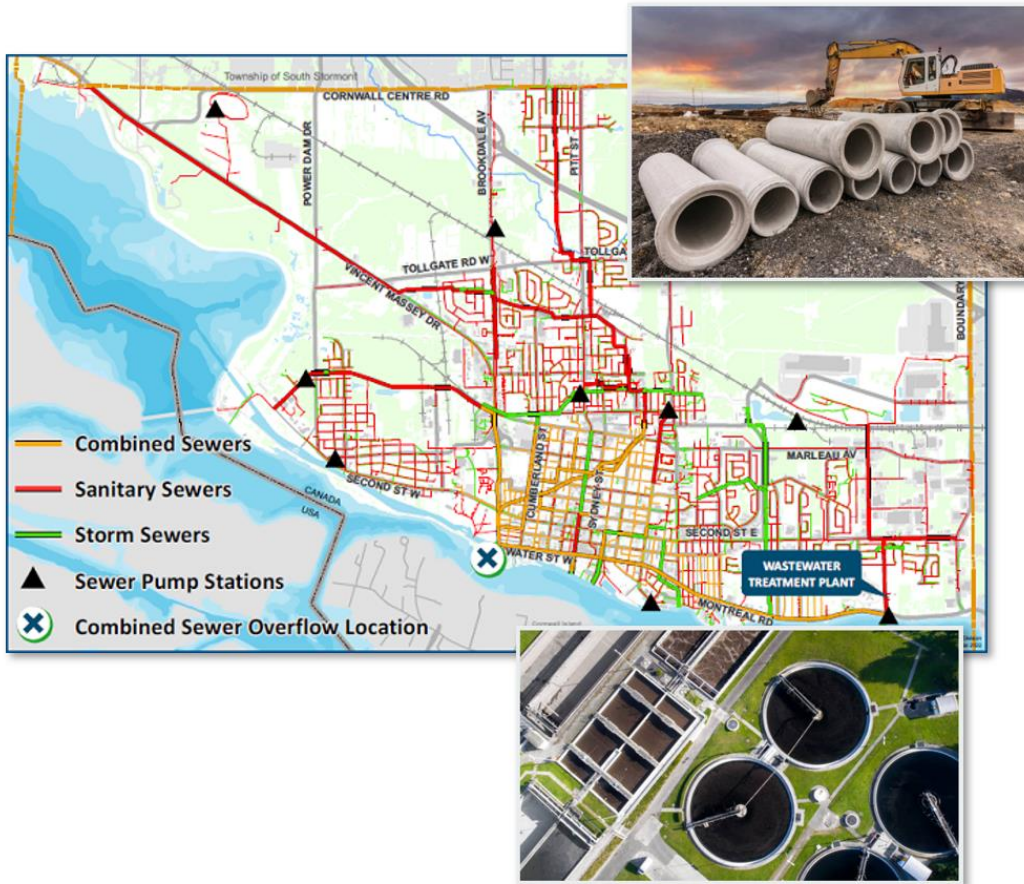 Township of South Stormont
CORNWALL CENTRE RD
POWER DAM DR
BROOKDALE AV
PITT ST
TOLLGA
TOLLGATE RD W
VINCENT MASSEY DR
BOUNDARY
Combined Sewers
Sanitary Sewers
Storm Sewers
Sewer Pump Stations
Combined Sewer Overflow Location
CANADA
USA
SECOND ST W
CUMBERLAND ST
SYDNEY ST
MARLEAU AV
SECOND ST E
WATER ST W
MONTREAL RD
WASTEWATER
TREATMENT PLANT
Cornwall Island